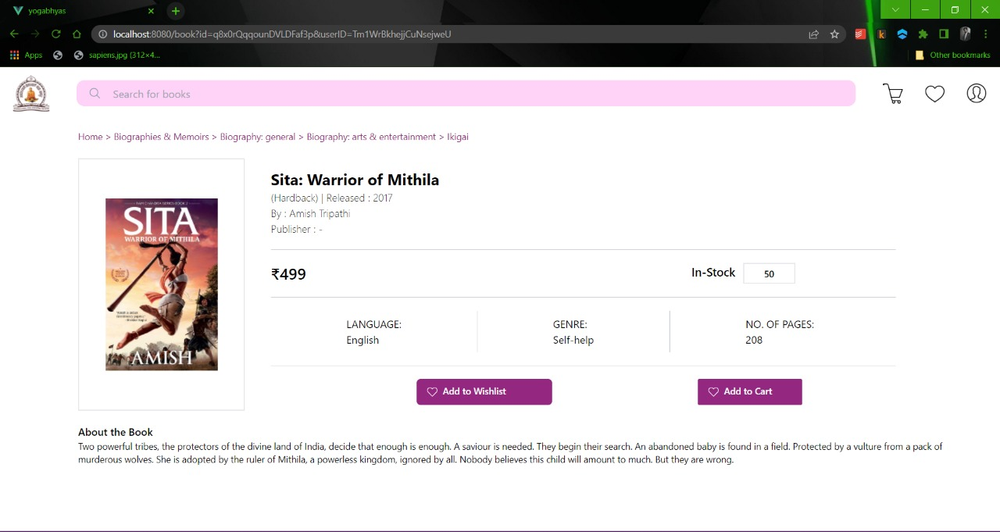 yogabhyas
localhost:8080/book?id=q8x0rQqqounDVLDFaf3p&userID=Tm1WrBkhejjCuNsejweU
Apps
sapiens.jpg (312×4...
Other bookmarks
Search for books
Home > Biographies & Memoirs > Biography: general > Biography: arts & entertainment > Ikigai
Sita: Warrior of Mithila
(Hardback) | Released : 2017
By : Amish Tripathi
Publisher : -
SITA
WARRIOR OF MITHILA
AMISH
₹499
In-Stock 50
LANGUAGE: GENRE: NO. OF PAGES:
English Self-help 208
Add to Wishlist Add to Cart
About the Book
Two powerful tribes, the protectors of the divine land of India, decide that enough is enough. A saviour is needed. They begin their search. An abandoned baby is found in a field. Protected by a vulture from a pack of
murderous wolves. She is adopted by the ruler of Mithila, a powerless kingdom, ignored by all. Nobody believes this child will amount to much. But they are wrong.